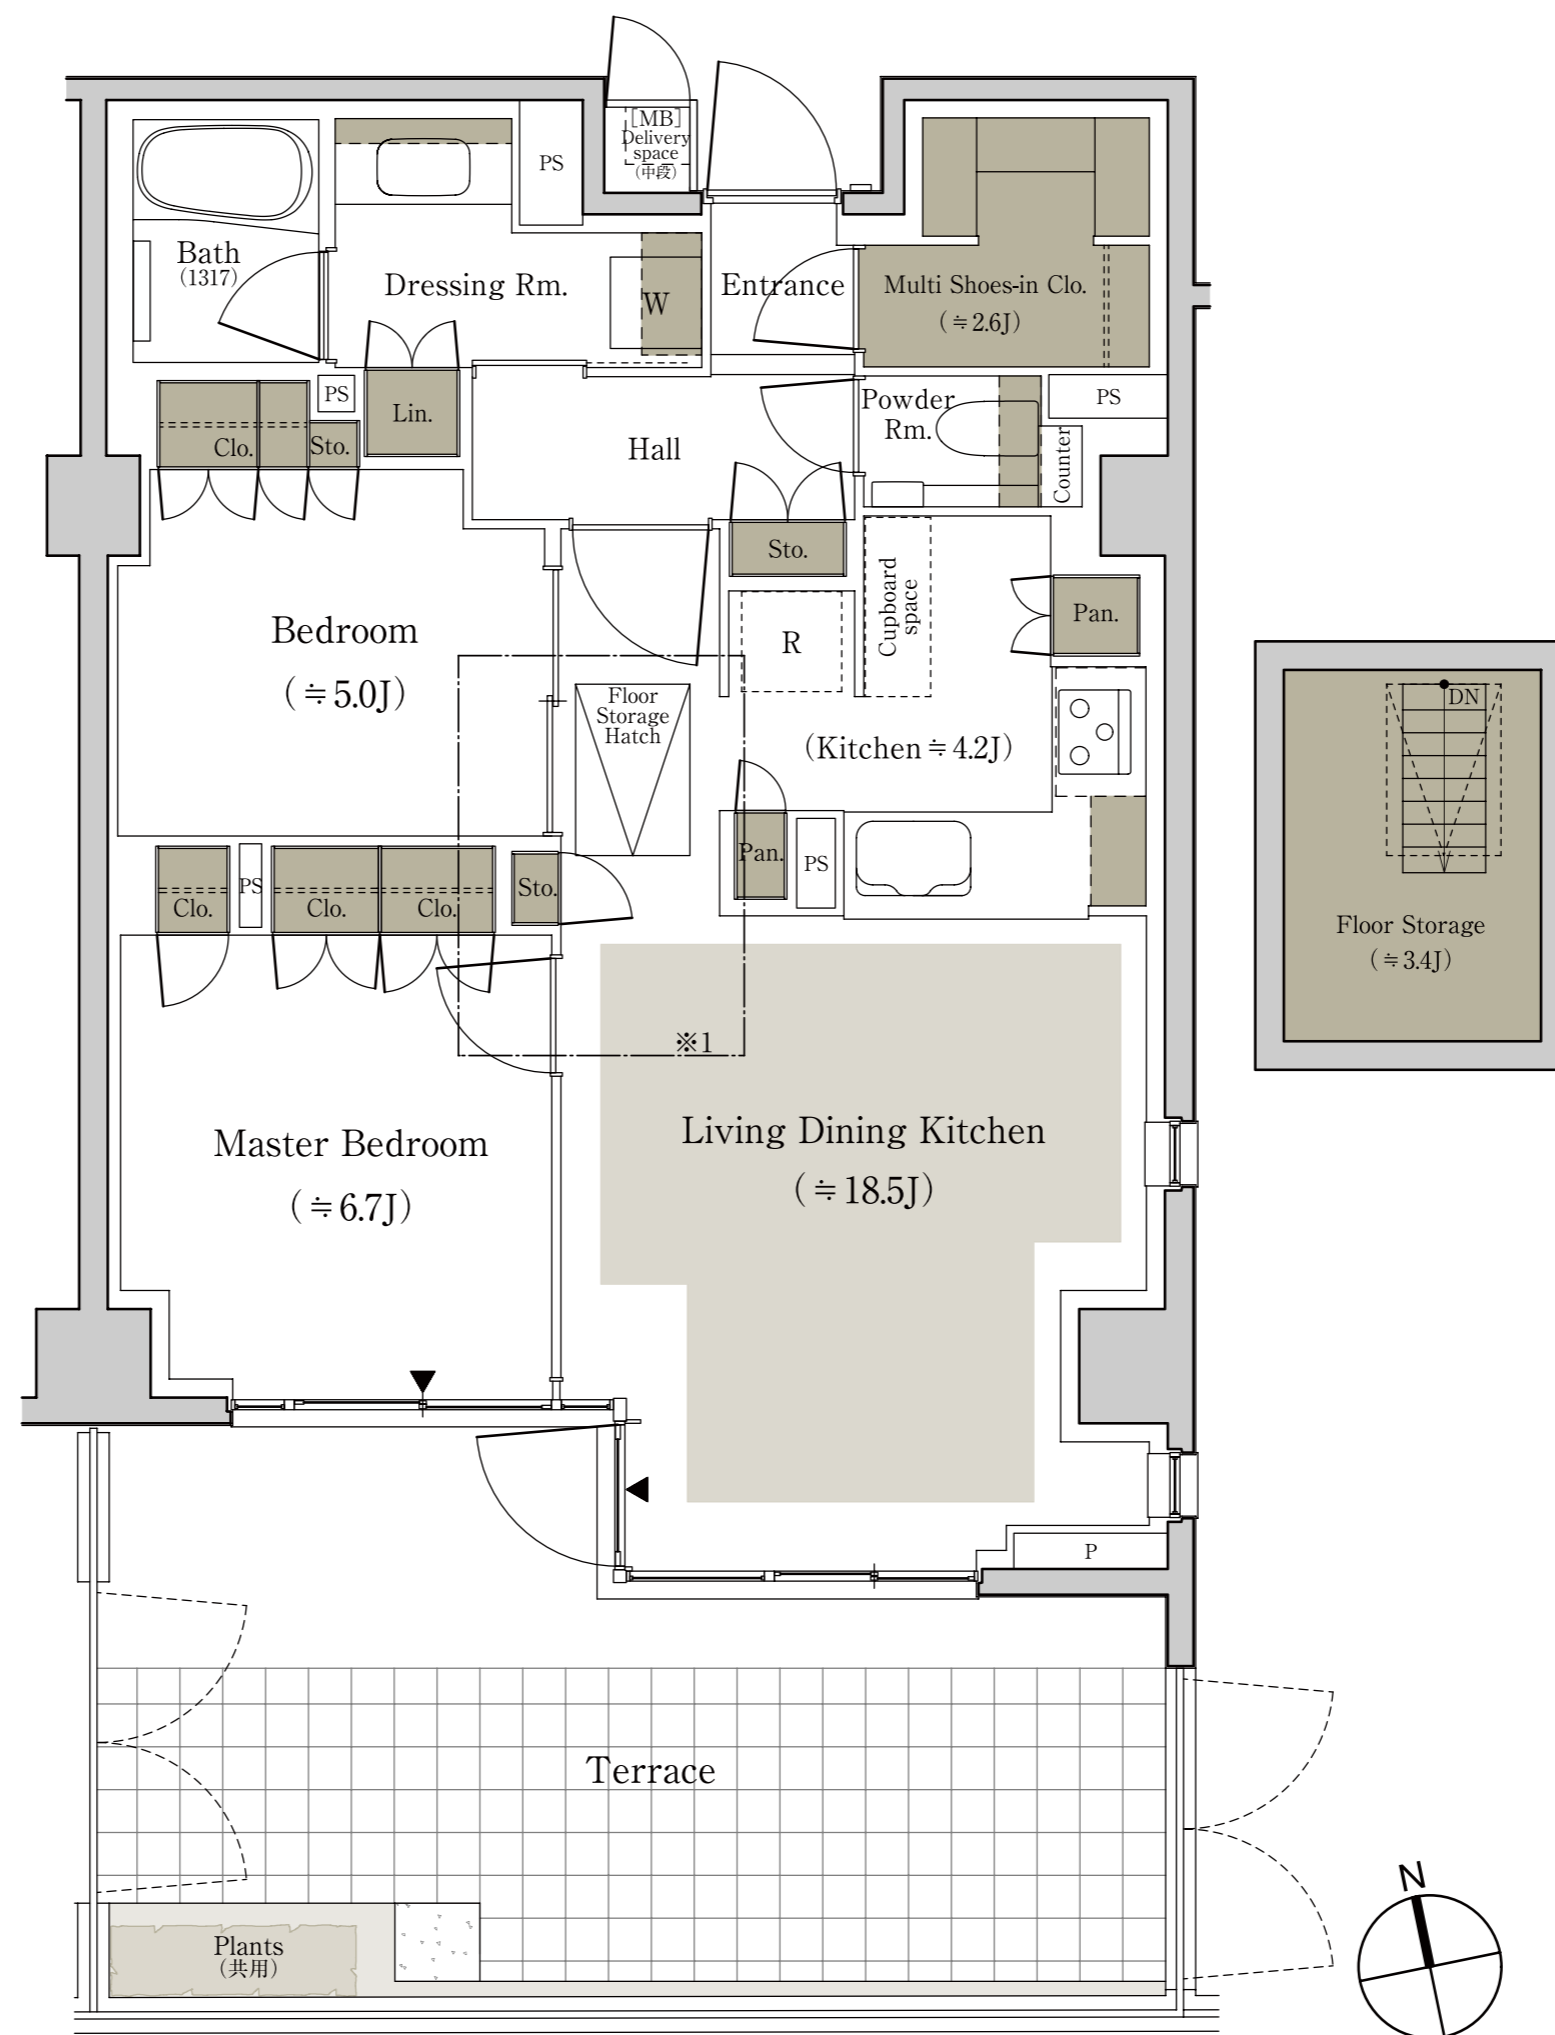 [MB]
Delivery
space
(中段)
PS
Bath
(1317)
Dressing Rm.
W
Entrance
Multi Shoes-in Clo.
(≒2.6J)
PS
Lin.
Clo.
Sto.
Hall
Powder
Rm.
Counter
PS
Sto.
Cupboard
space
Pan.
R
Bedroom
(≒5.0J)
Floor
Storage
Hatch
(Kitchen≒4.2J)
DN
Floor Storage
(≒3.4J)
Pan.
PS
Clo.
PS
Clo.
Clo.
Sto.
※1
Master Bedroom
(≒6.7J)
Living Dining Kitchen
(≒18.5J)
P
Terrace
Plants
(共用)
N